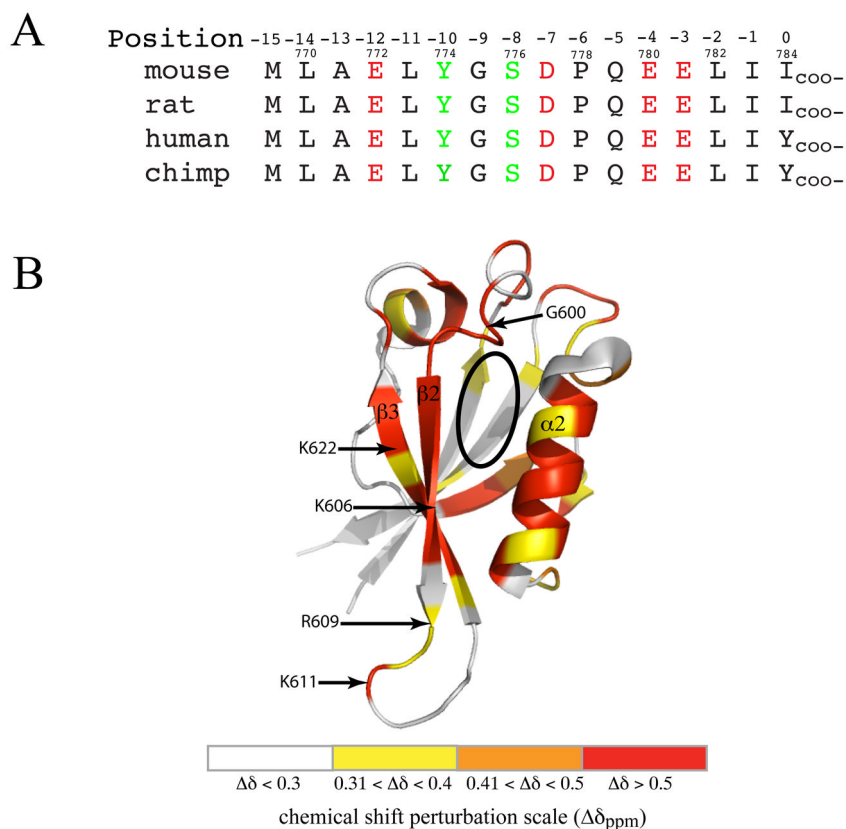 A
Position -15 -14 -13 -12 -11 -10 -9 -8 -7 -6 -5 -4 -3 -2 -1 0
770 772 774 776 778 780 782 784
mouse M L A E L Y G S D P Q E E L I I COO-
rat M L A E L Y G S D P Q E E L I I COO-
human M L A E L Y G S D P Q E E L I Y COO-
chimp M L A E L Y G S D P Q E E L I Y COO-
B
G600
β3 β2
α2
K622
K606
R609
K611
Δδ < 0.3 0.31 < Δδ < 0.4 0.41 < Δδ < 0.5 Δδ > 0.5
chemical shift perturbation scale (Δδppm)